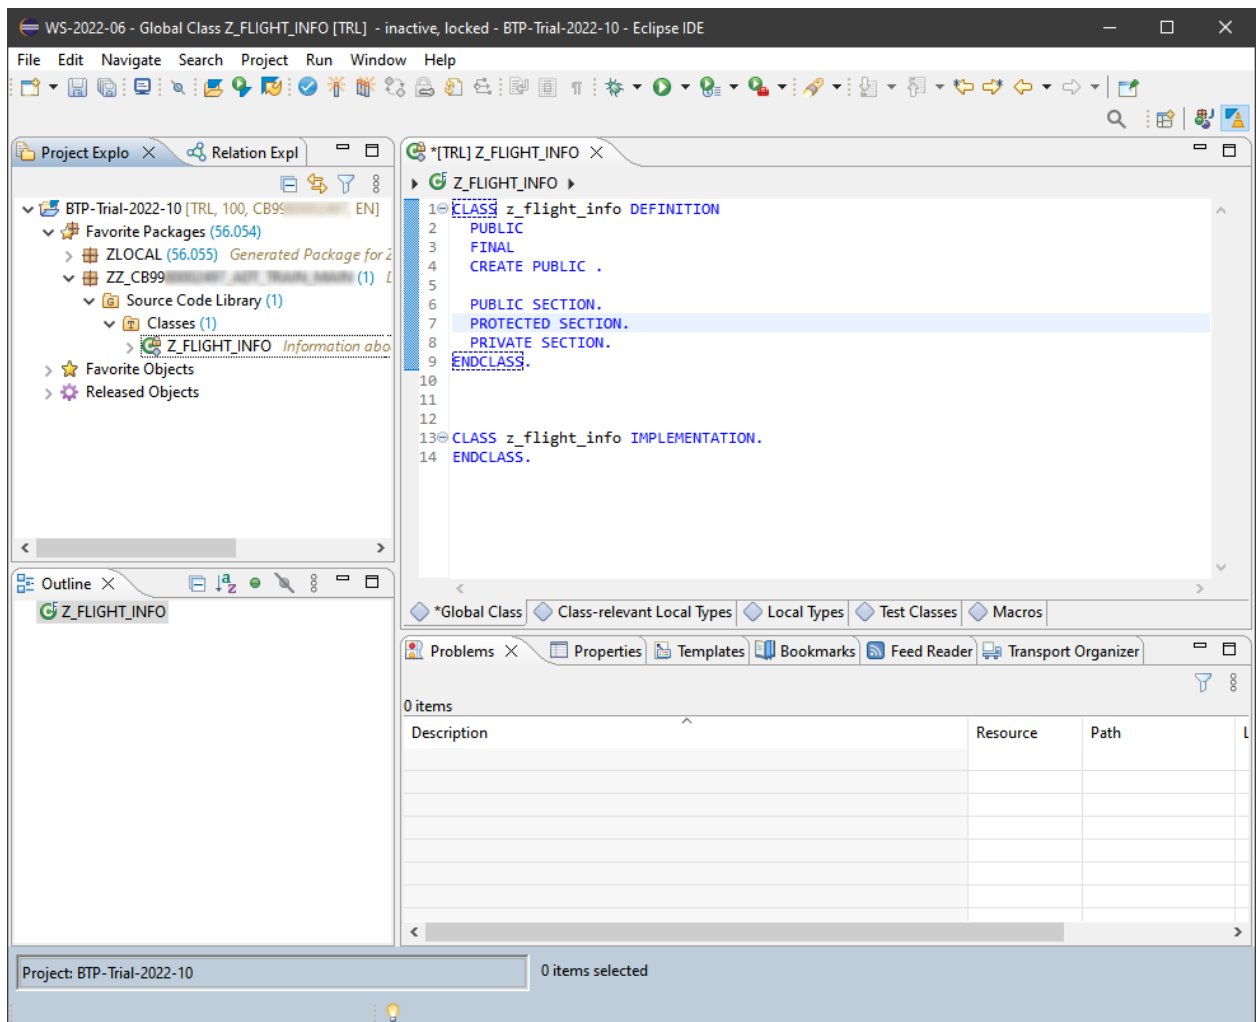 WS-2022-06 - Global Class Z_FLIGHT_INFO [TRL] - inactive, locked - BTP-Trial-2022-10 - Eclipse IDE
File Edit Navigate Search Project Run Window Help
Project Explo
Relation Expl
BTP-Trial-2022-10 [TRL, 100, CB99 EN]
Favorite Packages (56.054)
ZLOCAL (56.055) Generated Package for Z
ZZ_CB99 (1)
Source Code Library (1)
Classes (1)
Z_FLIGHT_INFO Information abo
Favorite Objects
Released Objects
Outline
Z_FLIGHT_INFO
*[TRL] Z_FLIGHT_INFO
Z_FLIGHT_INFO
1 CLASS z_flight_info DEFINITION
2 PUBLIC
3 FINAL
4 CREATE PUBLIC .
5
6 PUBLIC SECTION.
7 PROTECTED SECTION.
8 PRIVATE SECTION.
9 ENDCLASS.
10
11
12
13 CLASS z_flight_info IMPLEMENTATION.
14 ENDCLASS.
*Global Class Class-relevant Local Types Local Types Test Classes Macros
Problems Properties Templates Bookmarks Feed Reader Transport Organizer
0 items
Description Resource Path L
Project: BTP-Trial-2022-10
0 items selected